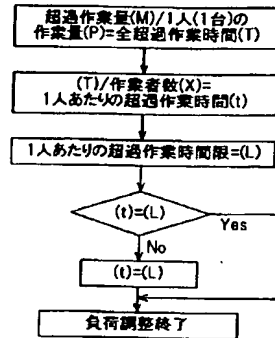 超過作業量(M)/1人(1台)の
作業量(P)=全超過作業時間(T)
(T)/作業者数(X)=
1人あたりの超過作業時間(t)
1人あたりの超過作業時間限=(L)
(t)=(L)
Yes
No
(t)=(L)
負荷調整終了